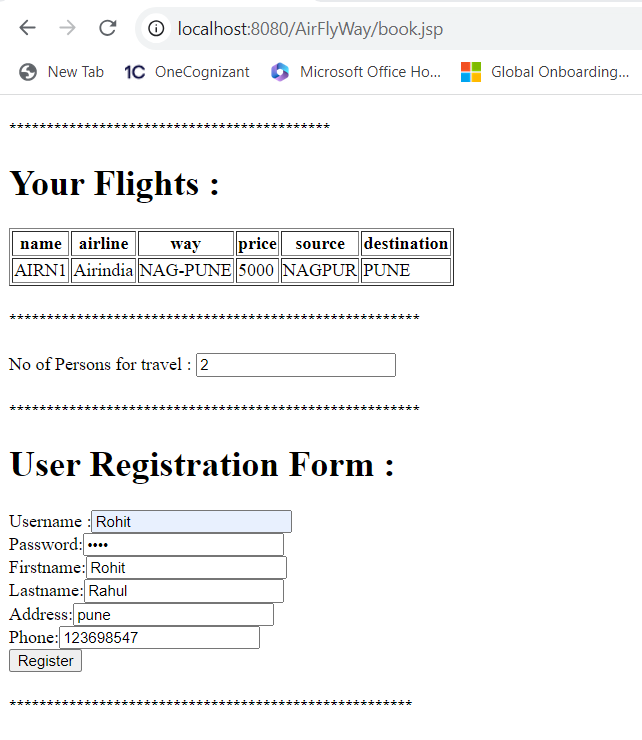 localhost:8080/AirFlyWay/book.jsp
New Tab 1C OneCognizant Microsoft Office Ho... Global Onboarding...
*******************************************
Your Flights :
name airline way price source destination
AIRN1 Airindia NAG-PUNE 5000 NAGPUR PUNE
*******************************************************
No of Persons for travel : 2
*******************************************************
User Registration Form :
Username :Rohit
Password:••••
Firstname:Rohit
Lastname:Rahul
Address:pune
Phone:123698547
Register
******************************************************